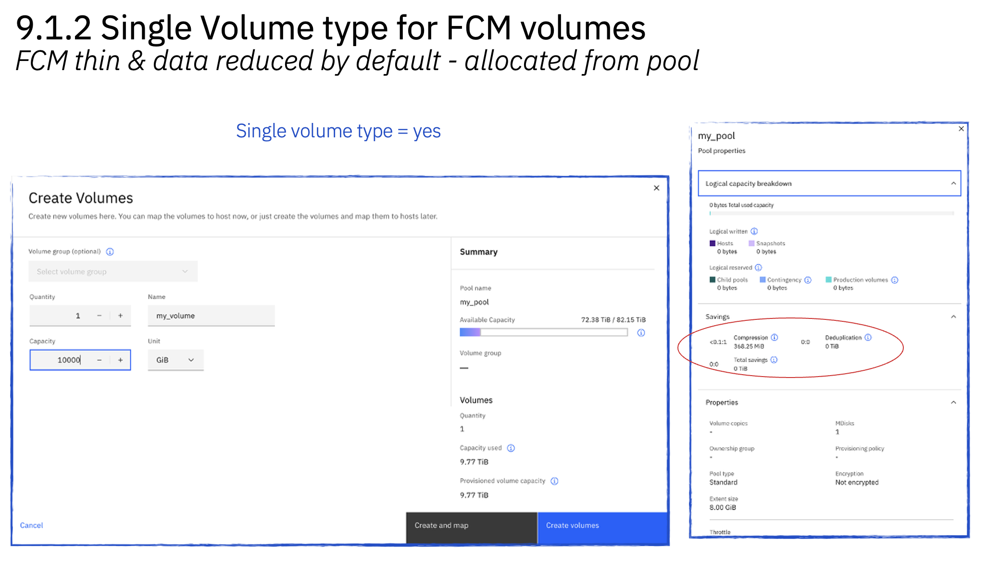 9.1.2 Single Volume type for FCM volumes
FCM thin & data reduced by default - allocated from pool
Single volume type = yes
Create Volumes
Create new volumes here. You can map the volumes to host now, or just create the volumes and map them to hosts later.
Volume group (optional)
Select volume group
Quantity Name
1 − + my_volume
Capacity Unit
10000 − + GiB
Summary
Pool name
my_pool
Available Capacity 72.38 TiB / 82.15 TiB
Volume group
—
Volumes
Quantity
1
Capacity used
9.77 TiB
Provisioned volume capacity
9.77 TiB
Cancel
Create and map
Create volumes
my_pool
Pool properties
Logical capacity breakdown
0 bytes Total used capacity
Logical written
Hosts Snapshots
0 bytes 0 bytes
Logical reserved
Child pools Contingency Production volumes
0 bytes 0 bytes 0 bytes
Savings
<0.1:1 Compression 0:0 Deduplication
368.25 MiB 0 TiB
0:0 Total savings
0 TiB
Properties
Volume copies MDisks
- 1
Ownership group Provisioning policy
- -
Pool type Encryption
Standard Not encrypted
Extent size
8.00 GiB
Throttle